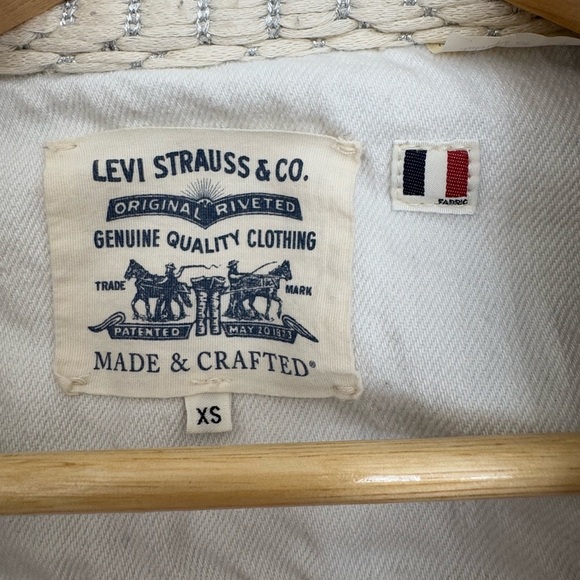 LEVI STRAUSS & CO.
ORIGINAL RIVETED
GENUINE QUALITY CLOTHING
TRADE MARK
PATENTED MAY 20 1873
MADE & CRAFTED®
XS
FABRIC